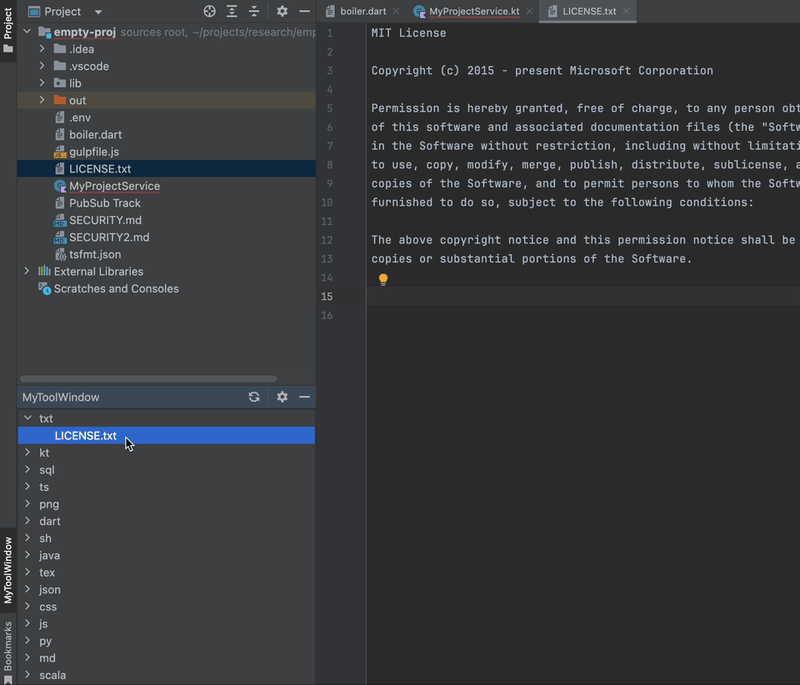 Project
Project
empty-proj sources root, ~/projects/research/emp
.idea
.vscode
lib
out
.env
boiler.dart
gulpfile.js
LICENSE.txt
MyProjectService
PubSub Track
SECURITY.md
SECURITY2.md
tsfmt.json
External Libraries
Scratches and Consoles
MyToolWindow
txt
LICENSE.txt
kt
sql
ts
png
dart
sh
java
tex
json
css
js
py
md
scala
MyToolWindow
Bookmarks
boiler.dart
MyProjectService.kt
LICENSE.txt
1 MIT License
2
3 Copyright (c) 2015 - present Microsoft Corporation
4
5 Permission is hereby granted, free of charge, to any person obt
6 of this software and associated documentation files (the "Softw
7 in the Software without restriction, including without limitati
8 to use, copy, modify, merge, publish, distribute, sublicense, a
9 copies of the Software, and to permit persons to whom the Softw
10 furnished to do so, subject to the following conditions:
11
12 The above copyright notice and this permission notice shall be
13 copies or substantial portions of the Software.
14
15
16